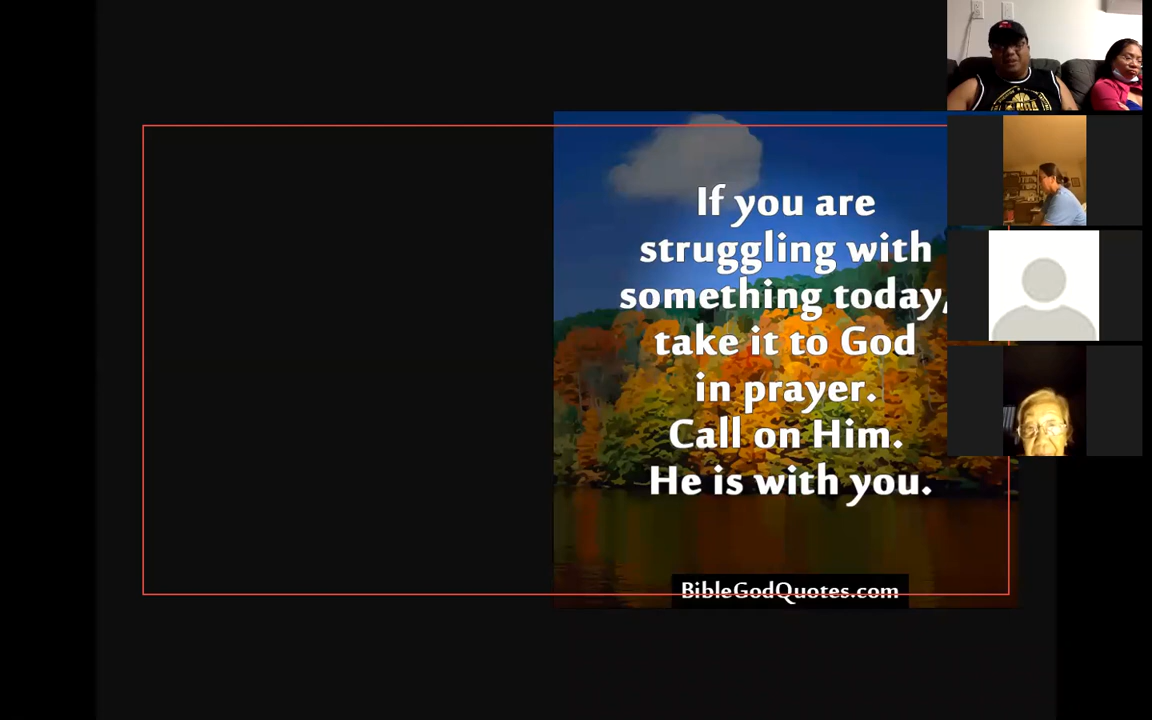 If you are
struggling with
something today,
take it to God
in prayer.
Call on Him.
He is with you.
BibleGodQuotes.com